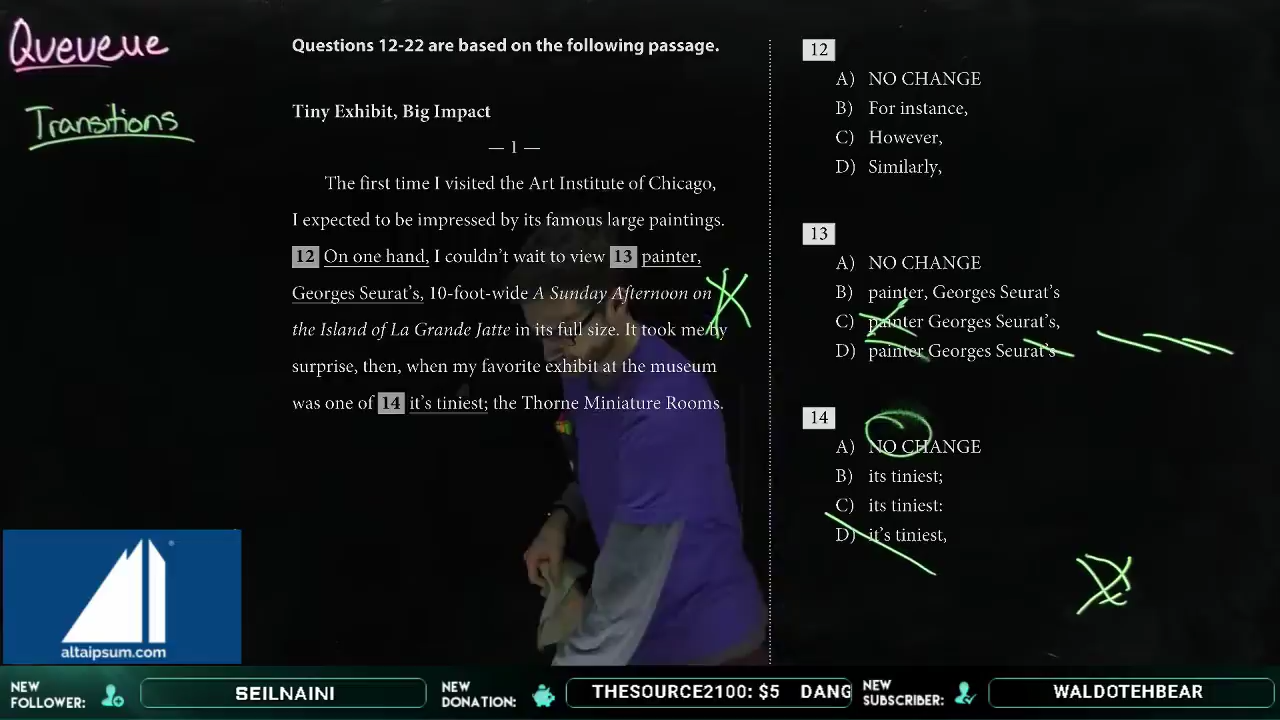 Queueue
Transitions
Questions 12-22 are based on the following passage.
Tiny Exhibit, Big Impact
— 1 —
The first time I visited the Art Institute of Chicago,
I expected to be impressed by its famous large paintings.
12 On one hand, I couldn't wait to view 13 painter,
Georges Seurat's, 10-foot-wide A Sunday Afternoon on
the Island of La Grande Jatte in its full size. It took me by
surprise, then, when my favorite exhibit at the museum
was one of 14 it's tiniest; the Thorne Miniature Rooms.
12
A) NO CHANGE
B) For instance,
C) However,
D) Similarly,
13
A) NO CHANGE
B) painter, Georges Seurat's
C) painter Georges Seurat's,
D) painter Georges Seurat's
14
A) NO CHANGE
B) its tiniest;
C) its tiniest:
D) it's tiniest,
altaipsum.com
NEW FOLLOWER: SEILNAINI
NEW DONATION: THESOURCE2100: $5 DANG
NEW SUBSCRIBER: WALDOTEHBEAR